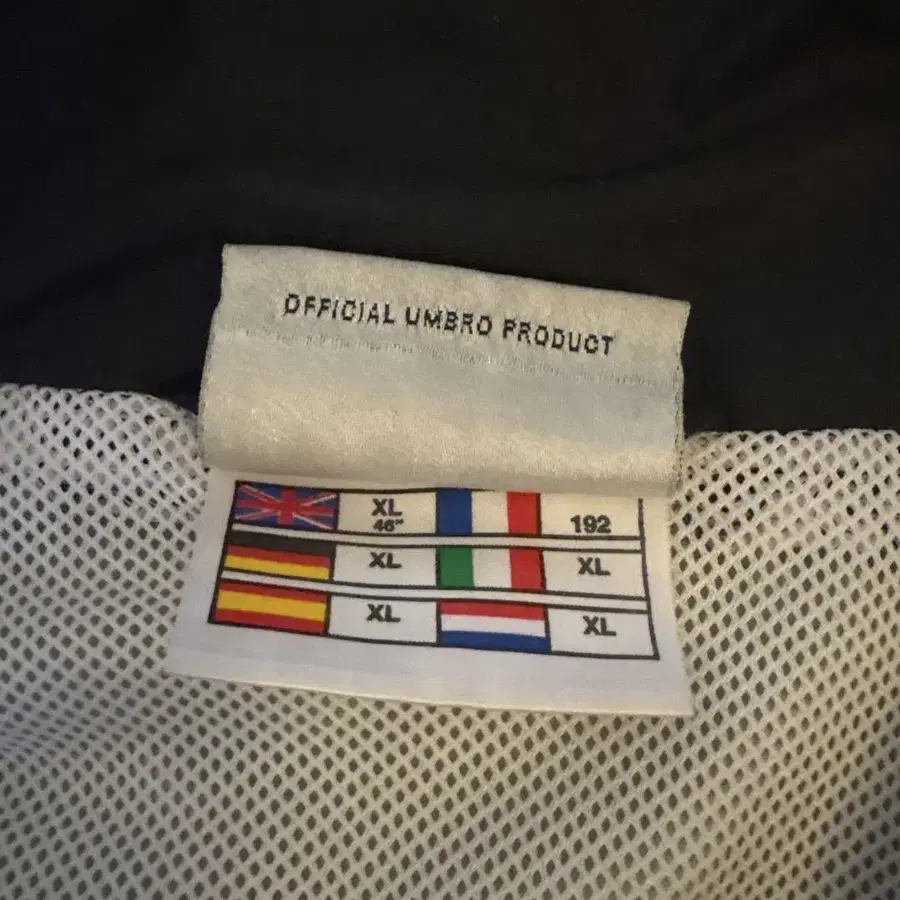 OFFICIAL UMBRO PRODUCT
XL 192
46"
XL XL
XL XL